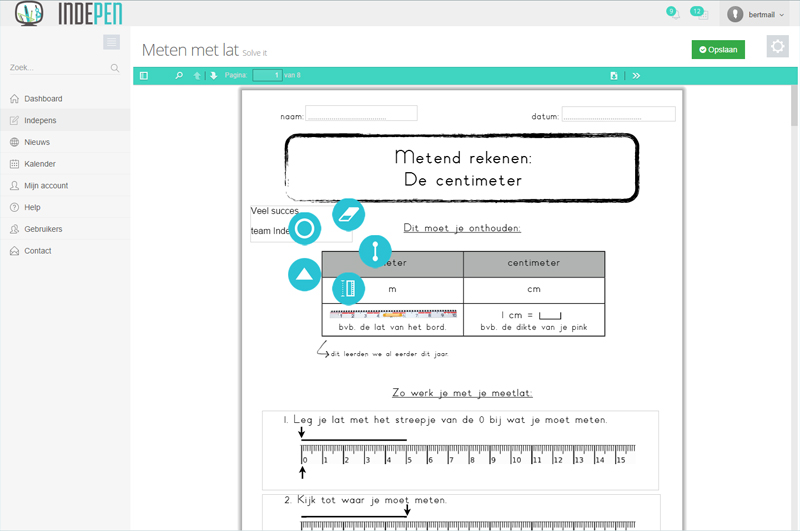 INDEPEN
9
12
bertmail
Zoek...
Dashboard
Indepens
Nieuws
Kalender
Mijn account
Help
Gebruikers
Contact
Meten met lat Solve it
Opslaan
Pagina: 1 van 8
naam:
datum:
Metend rekenen:
De centimeter
Veel succes
team Inde
Dit moet je onthouden:
eter centimeter
m cm
1 cm =
bvb. de lat van het bord. bvb. de dikte van je pink
dit leerden we al eerder dit jaar.
Zo werk je met je meetlat:
1. Leg je lat met het streepje van de 0 bij wat je moet meten.
0 1 2 3 4 5 6 7 8 9 10 11 12 13 14 15
2. Kijk tot waar je moet meten.